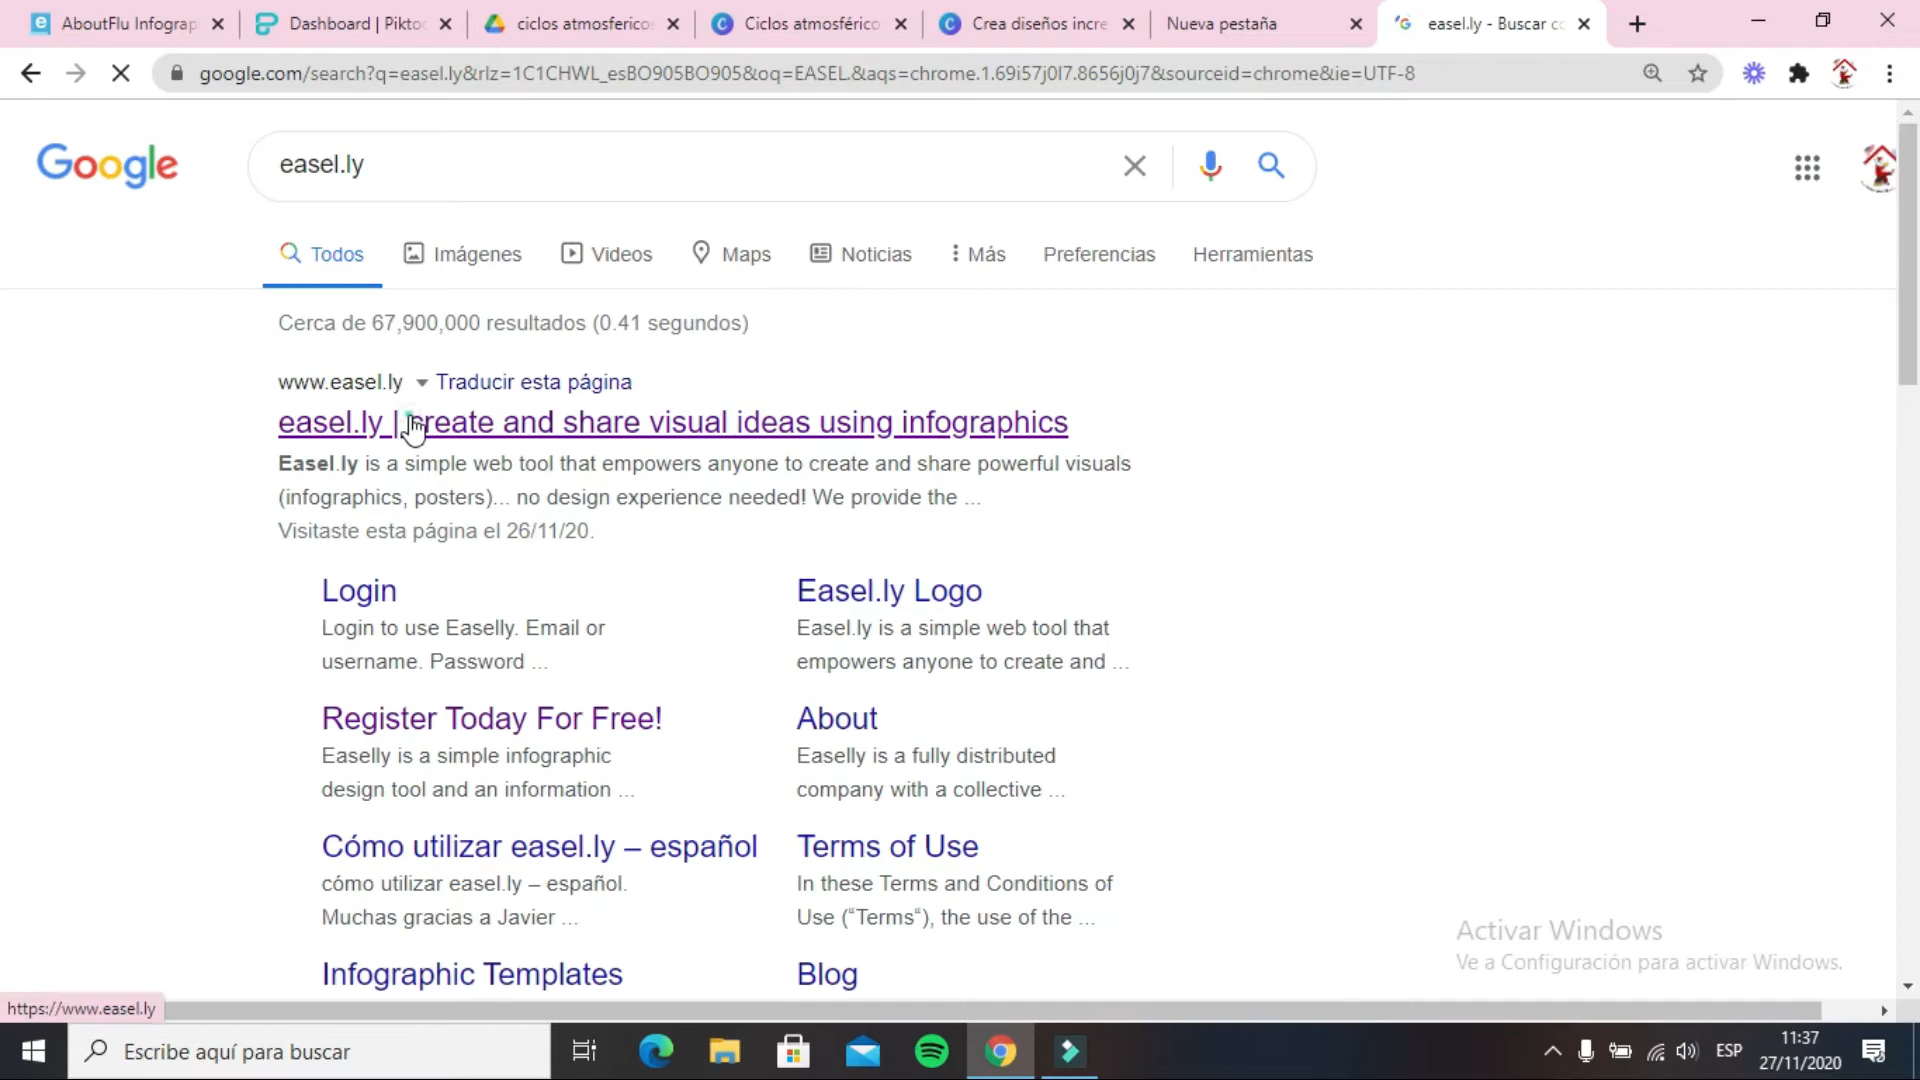 AboutFlu Infograp
Dashboard | Pikto
ciclos atmosferico
Ciclos atmosférico
Crea diseños incre
Nueva pestaña
easel.ly - Buscar co
google.com/search?q=easel.ly&rlz=1C1CHWL_esBO905BO905&oq=EASEL.&aqs=chrome.1.69i57j0l7.8656j0j7&sourceid=chrome&ie=UTF-8
Google
easel.ly
Todos Imágenes Videos Maps Noticias Más Preferencias Herramientas
Cerca de 67,900,000 resultados (0.41 segundos)
www.easel.ly Traducir esta página
easel.ly | create and share visual ideas using infographics
Easel.ly is a simple web tool that empowers anyone to create and share powerful visuals
(infographics, posters)... no design experience needed! We provide the ...
Visitaste esta página el 26/11/20.
Login
Login to use Easelly. Email or
username. Password ...
Easel.ly Logo
Easel.ly is a simple web tool that
empowers anyone to create and ...
Register Today For Free!
Easelly is a simple infographic
design tool and an information ...
About
Easelly is a fully distributed
company with a collective ...
Cómo utilizar easel.ly – español
cómo utilizar easel.ly – español.
Muchas gracias a Javier ...
Terms of Use
In these Terms and Conditions of
Use (“Terms“), the use of the ...
Infographic Templates
Blog
Activar Windows
Ve a Configuración para activar Windows.
https://www.easel.ly
Escribe aquí para buscar
ESP
11:37
27/11/2020